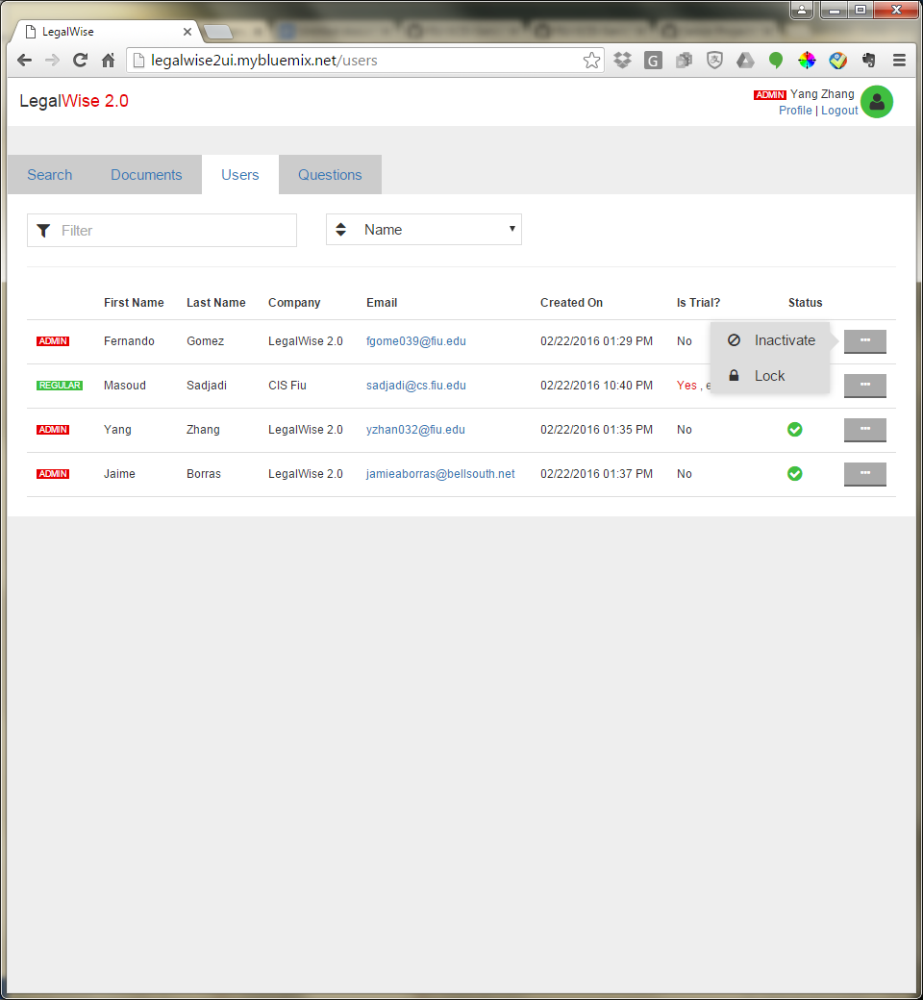 LegalWise
legalwise2ui.mybluemix.net/users
LegalWise 2.0
ADMIN Yang Zhang
Profile | Logout
Search Documents Users Questions
Filter Name
First Name Last Name Company Email Created On Is Trial? Status
ADMIN Fernando Gomez LegalWise 2.0 fgome039@fiu.edu 02/22/2016 01:29 PM No
Inactivate
REGULAR Masoud Sadjadi CIS Fiu sadjadi@cs.fiu.edu 02/22/2016 10:40 PM Yes , e
Lock
ADMIN Yang Zhang LegalWise 2.0 yzhan032@fiu.edu 02/22/2016 01:35 PM No
ADMIN Jaime Borras LegalWise 2.0 jamieaborras@bellsouth.net 02/22/2016 01:37 PM No